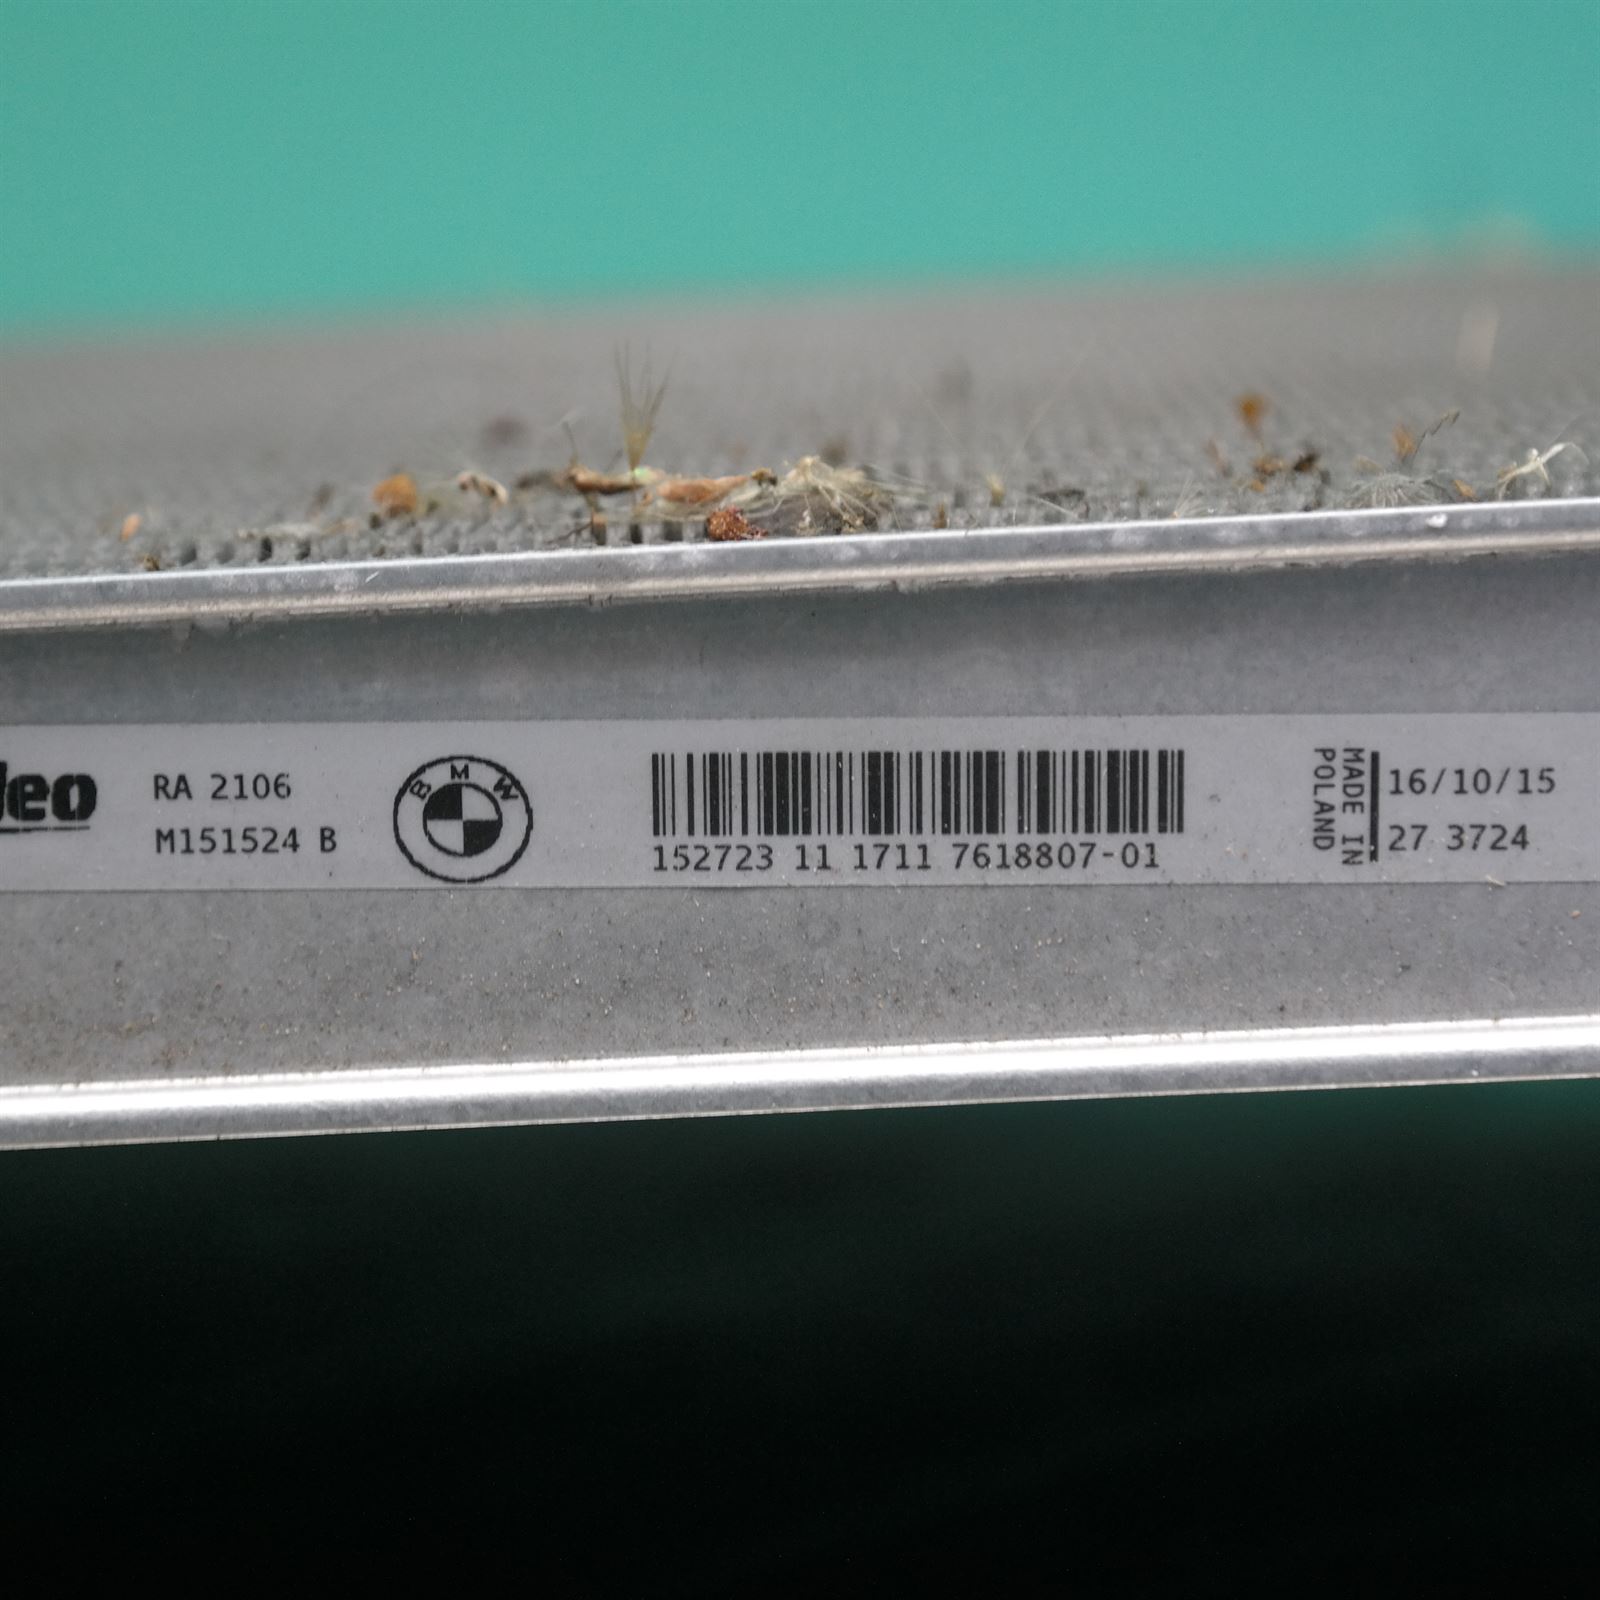 RA 2106
M151524 B
BMW
152723 11 1711 7618807-01
MADE IN
POLAND
16/10/15
27 3724